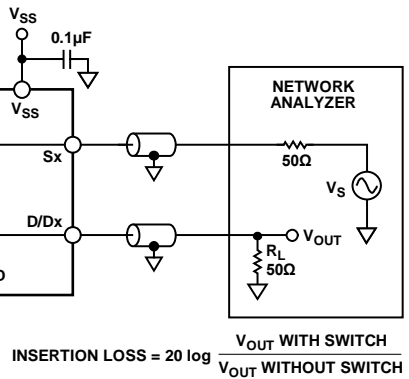 VSS
0.1µF
VSS
NETWORK
ANALYZER
Sx
50Ω
VS
D/Dx
VOUT
RL
50Ω
D
INSERTION LOSS = 20 log
VOUT WITH SWITCH
VOUT WITHOUT SWITCH